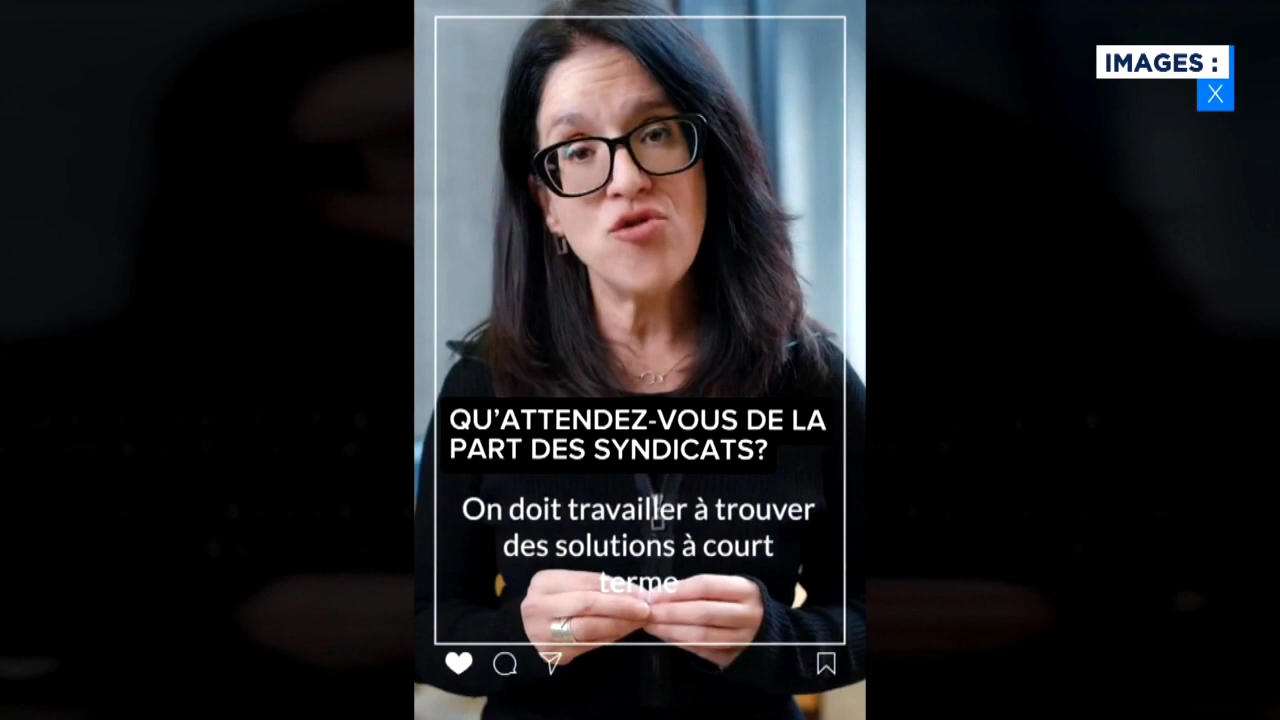 IMAGES :
X
QU’ATTENDEZ-VOUS DE LA
PART DES SYNDICATS?
On doit travailler à trouver
des solutions à court
terme